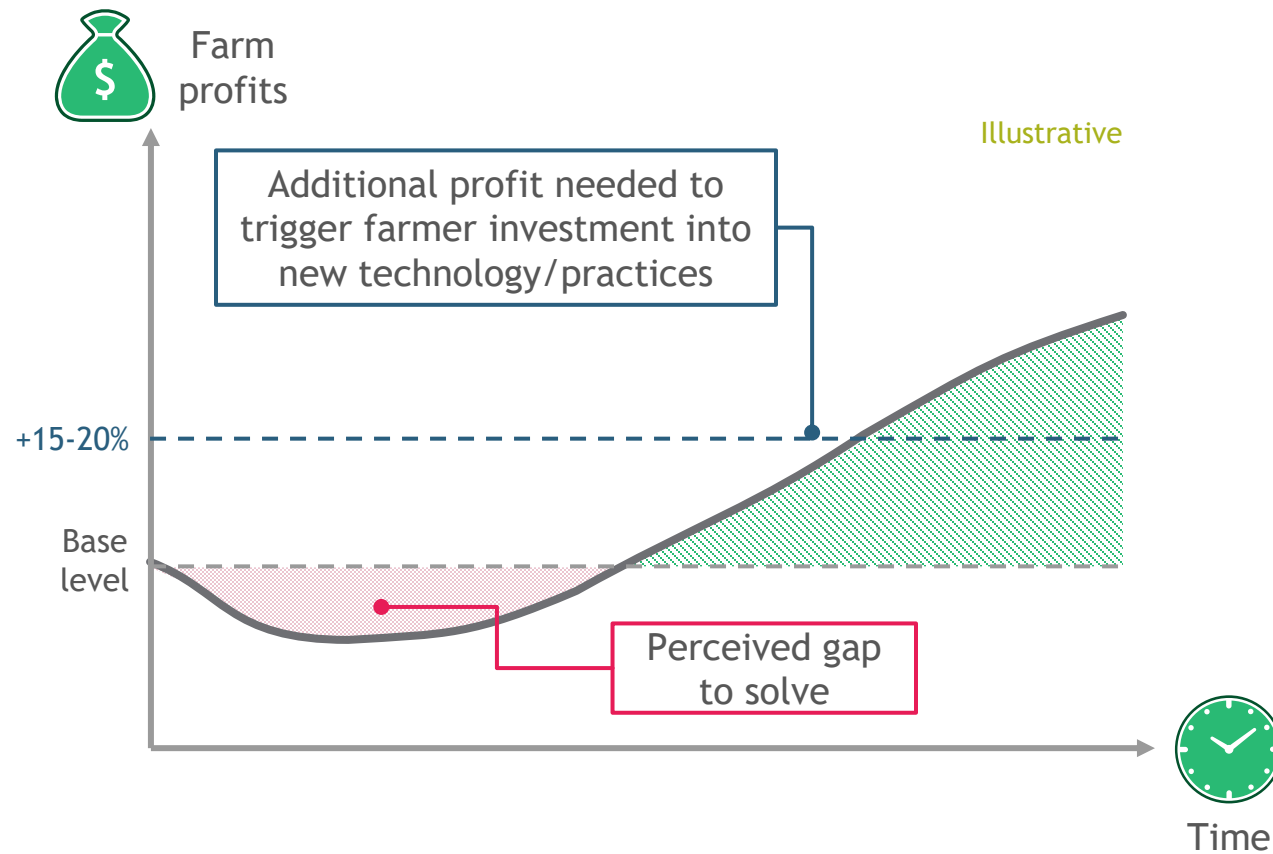 $
Farm
profits
Illustrative
Additional profit needed to
trigger farmer investment into
new technology/practices
+15-20%
Base
level
Perceived gap
to solve
Time